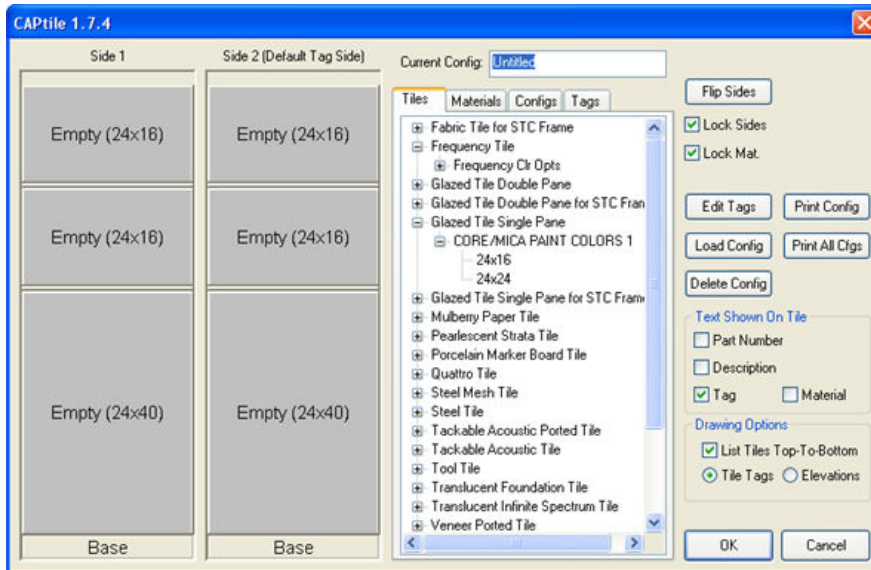 CAPtile 1.7.4
Side 1
Side 2 (Default Tag Side)
Empty (24x16)
Empty (24x16)
Empty (24x16)
Empty (24x16)
Empty (24x40)
Empty (24x40)
Base
Base
Current Config: Untitled
Tiles Materials Configs Tags
Fabric Tile for STC Frame
Frequency Tile
Frequency Clr Opts
Glazed Tile Double Pane
Glazed Tile Double Pane for STC Fran
Glazed Tile Single Pane
CORE/MICA PAINT COLORS 1
24x16
24x24
Glazed Tile Single Pane for STC Frame
Mulberry Paper Tile
Pearlescent Strata Tile
Porcelain Marker Board Tile
Quattro Tile
Steel Mesh Tile
Steel Tile
Tackable Acoustic Ported Tile
Tackable Acoustic Tile
Tool Tile
Translucent Foundation Tile
Translucent Infinite Spectrum Tile
Veneer Ported Tile
Flip Sides
Lock Sides
Lock Mat.
Edit Tags
Print Config
Load Config
Print All Cfgs
Delete Config
Text Shown On Tile
Part Number
Description
Tag
Material
Drawing Options
List Tiles Top-To-Bottom
Tile Tags
Elevations
OK
Cancel